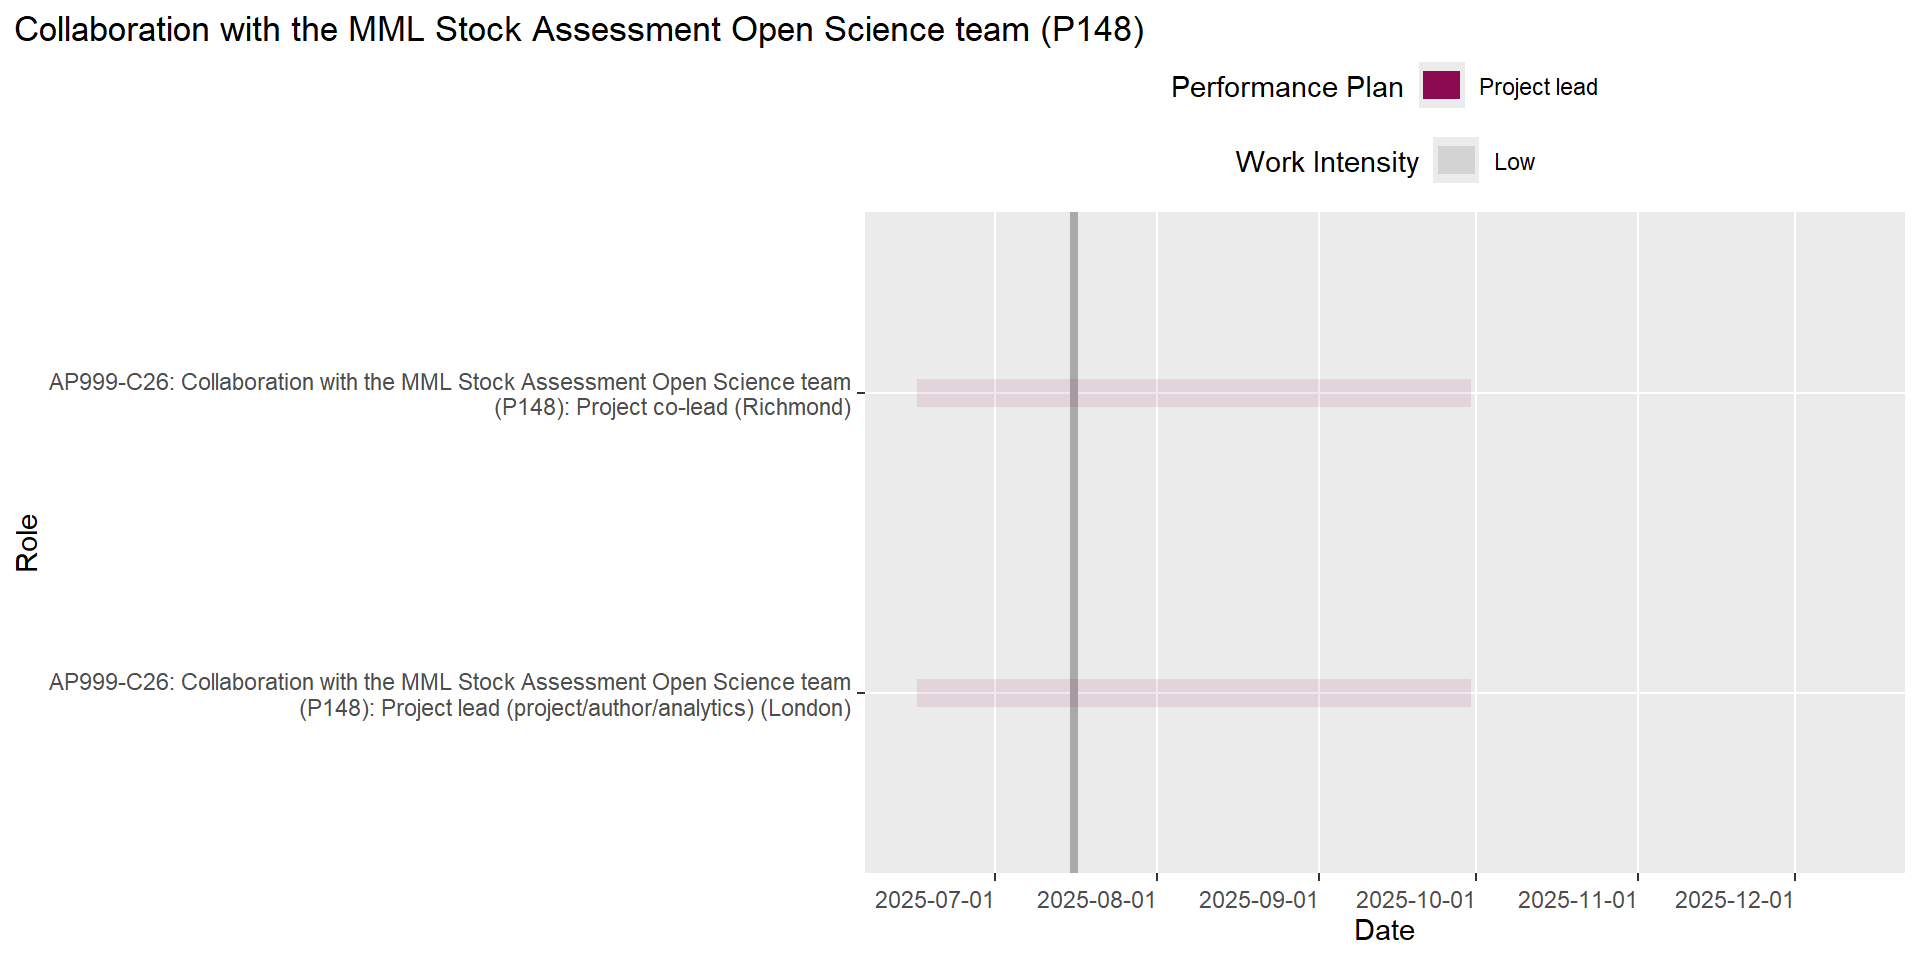 Collaboration with the MML Stock Assessment Open Science team (P148)
Performance Plan
Project lead
Work Intensity
Low
AP999-C26: Collaboration with the MML Stock Assessment Open Science team
(P148): Project co-lead (Richmond)
Role
AP999-C26: Collaboration with the MML Stock Assessment Open Science team
(P148): Project lead (project/author/analytics) (London)
2025-07-01 2025-08-01 2025-09-01 2025-10-01 2025-11-01 2025-12-01
Date